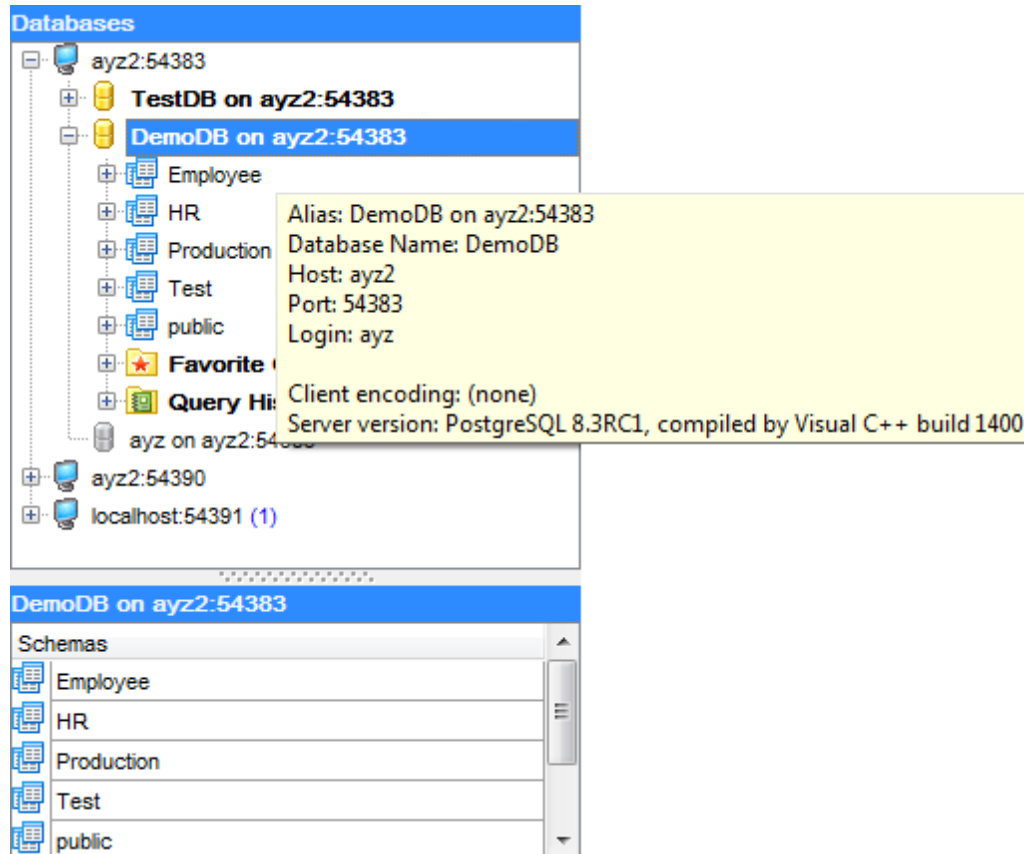 Databases
ayz2:54383
TestDB on ayz2:54383
DemoDB on ayz2:54383
Employee
HR
Production
Test
public
Favorite
Query
ayz on
ayz2:54390
localhost:54391 (1)
Alias: DemoDB on ayz2:54383
Database Name: DemoDB
Host: ayz2
Port: 54383
Login: ayz
Client encoding: (none)
Server version: PostgreSQL 8.3RC1, compiled by Visual C++ build 1400
DemoDB on ayz2:54383
Schemas
Employee
HR
Production
Test
public